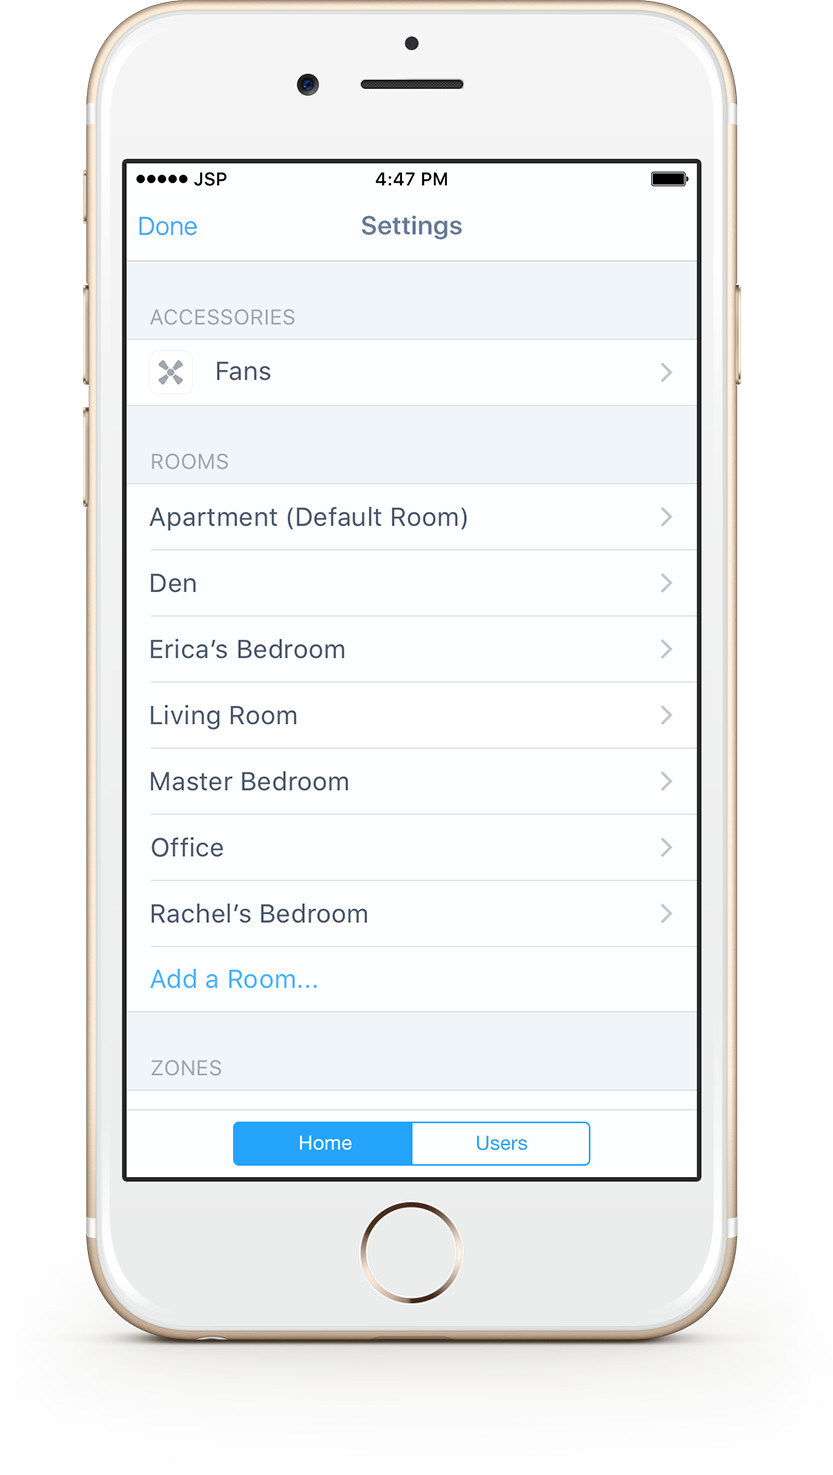 JSP 4:47 PM
Done Settings
ACCESSORIES
Fans
ROOMS
Apartment (Default Room)
Den
Erica’s Bedroom
Living Room
Master Bedroom
Office
Rachel’s Bedroom
Add a Room...
ZONES
Home Users